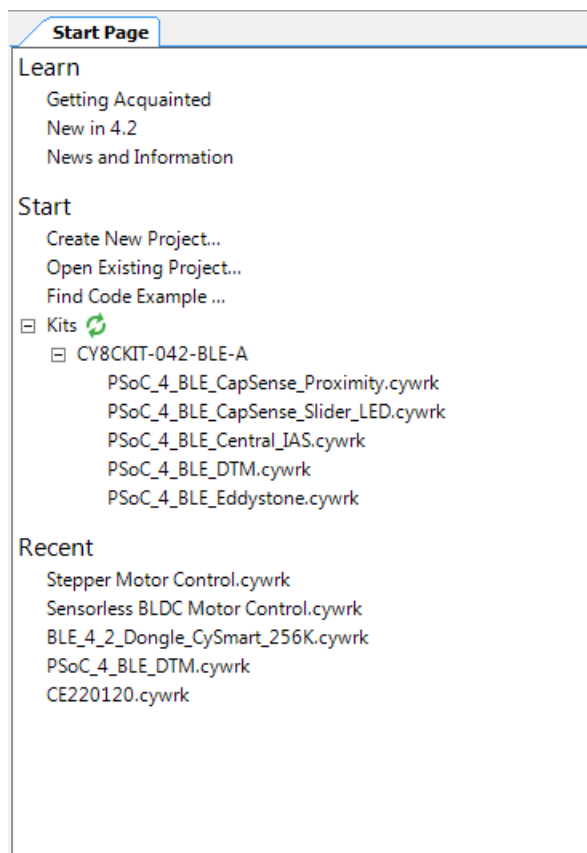 Start Page
Learn
Getting Acquainted
New in 4.2
News and Information
Start
Create New Project...
Open Existing Project...
Find Code Example ...
Kits
CY8CKIT-042-BLE-A
PSoC_4_BLE_CapSense_Proximity.cywrk
PSoC_4_BLE_CapSense_Slider_LED.cywrk
PSoC_4_BLE_Central_IAS.cywrk
PSoC_4_BLE_DTM.cywrk
PSoC_4_BLE_Eddystone.cywrk
Recent
Stepper Motor Control.cywrk
Sensorless BLDC Motor Control.cywrk
BLE_4_2_Dongle_CySmart_256K.cywrk
PSoC_4_BLE_DTM.cywrk
CE220120.cywrk